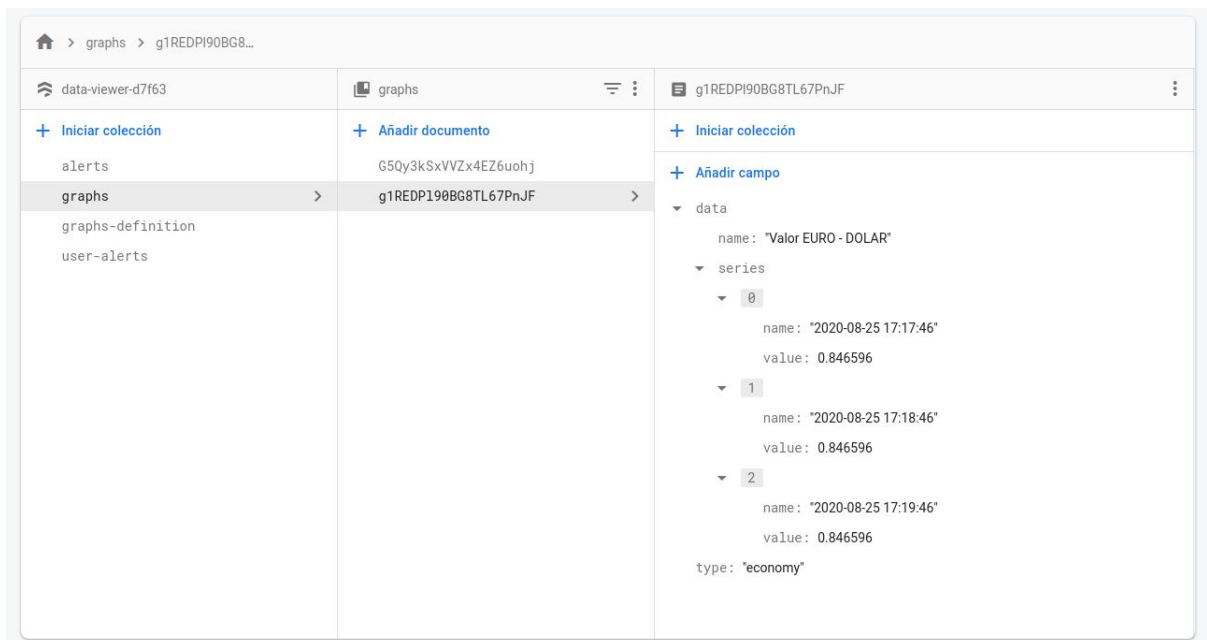 graphs > g1REDPl90BG8...
data-viewer-d7f63
graphs
g1REDPl90BG8TL67PnJF
+ Iniciar colección
+ Añadir documento
+ Iniciar colección
alerts
graphs
graphs-definition
user-alerts
G5Qy3kSxVVZx4EZ6uohj
g1REDPl90BG8TL67PnJF
+ Añadir campo
data
name: "Valor EURO - DOLAR"
series
0
name: "2020-08-25 17:17:46"
value: 0.846596
1
name: "2020-08-25 17:18:46"
value: 0.846596
2
name: "2020-08-25 17:19:46"
value: 0.846596
type: "economy"